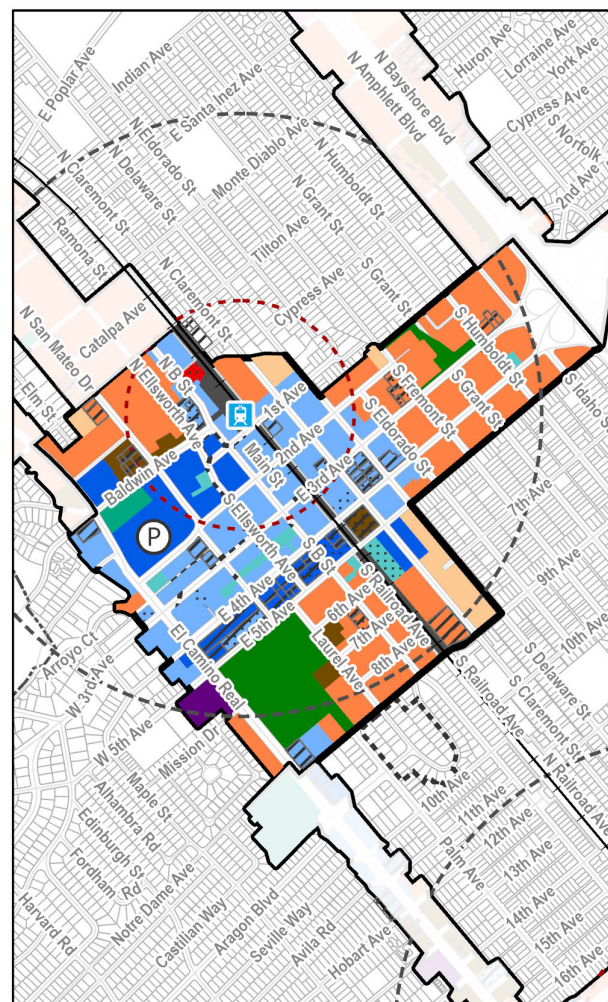 E Poplar Ave
Indian Ave
E Santa Inez Ave
N Bayshore Blvd
N Amphlett Blvd
Huron Ave
Lorraine Ave
York Ave
Cypress Ave
S Norfolk
2nd Ave
N Eldorado St
N Delaware St
N Claremont St
Ramona St
Monte Diablo Ave
N Humboldt St
N Grant St
Tilton Ave
N Claremont St
Cypress Ave
S Grant St
S Humboldt St
Catalpa Ave
N San Mateo Dr
Elm St
N B St
N Ellsworth Ave
1st Ave
2nd Ave
Main St
E 3rd Ave
S Fremont St
S Grant St
S Eldorado St
S Idaho St
Baldwin Ave
P
S Ellsworth Ave
S B St
7th Ave
9th Ave
10th Ave
E 4th Ave
E 5th Ave
El Camino Real
6th Ave
7th Ave
8th Ave
Laurel Ave
S Railroad Ave
S Railroad Ave
S Delaware St
S Claremont St
N Railroad Av
Arroyo Ct
W 3rd Ave
W 5th Ave
Mission Dr
Maple St
Alhambra Rd
Edinburgh St
Fordham Rd
Harvard Rd
Notre Dame Ave
Castilian Way
Aragon Blvd
Seville Way
Avila Rd
Hobart Ave
Palm Ave
10th Ave
11th Ave
12th Ave
13th Ave
14th Ave
15th Ave
16th Ave